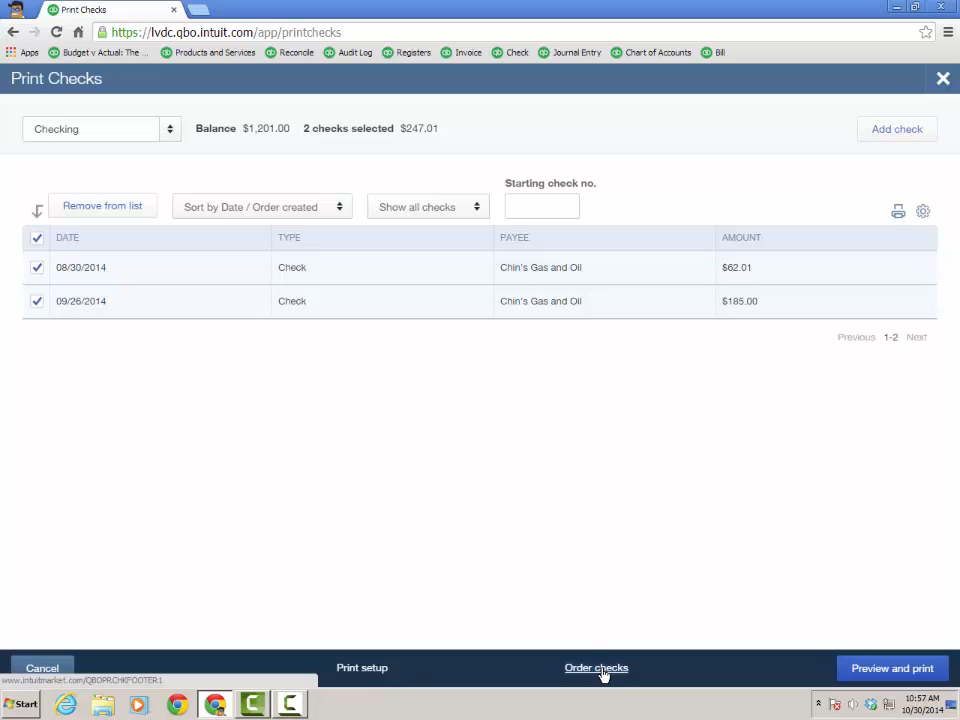 Print Checks
https://lvdc.qbo.intuit.com/app/printchecks
Apps Budget v Actual: The ... Products and Services Reconcile Audit Log Registers Invoice Check Journal Entry Chart of Accounts Bill
Print Checks
Checking Balance $1,201.00 2 checks selected $247.01 Add check
Starting check no.
Remove from list Sort by Date / Order created Show all checks
DATE TYPE PAYEE AMOUNT
08/30/2014 Check Chin's Gas and Oil $62.01
09/26/2014 Check Chin's Gas and Oil $185.00
Previous 1-2 Next
Cancel Print setup Order checks Preview and print
www.intuitmarket.com/QBOPRCHKFOOTER1
Start
10:57 AM
10/30/2014